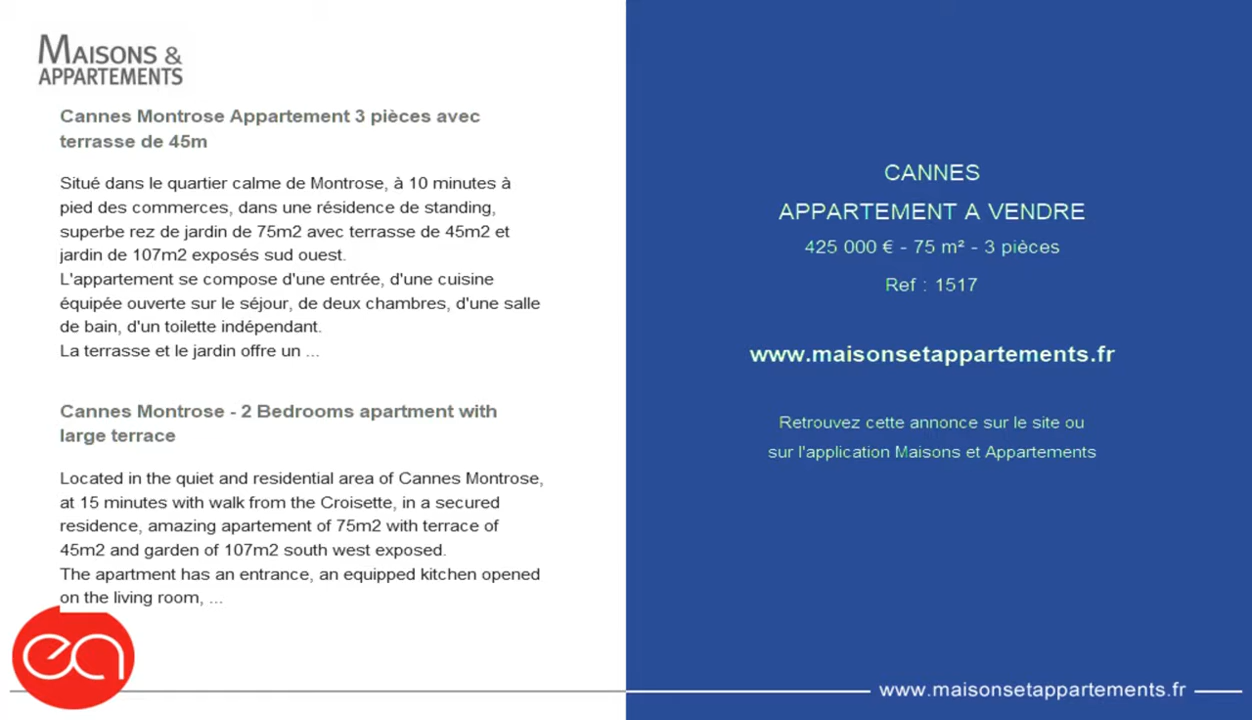 MAISONS &
APPARTEMENTS
Cannes Montrose Appartement 3 pièces avec
terrasse de 45m
Situé dans le quartier calme de Montrose, à 10 minutes à
pied des commerces, dans une résidence de standing,
superbe rez de jardin de 75m2 avec terrasse de 45m2 et
jardin de 107m2 exposés sud ouest.
L'appartement se compose d'une entrée, d'une cuisine
équipée ouverte sur le séjour, de deux chambres, d'une salle
de bain, d'un toilette indépendant.
La terrasse et le jardin offre un ...
Cannes Montrose - 2 Bedrooms apartment with
large terrace
Located in the quiet and residential area of Cannes Montrose,
at 15 minutes with walk from the Croisette, in a secured
residence, amazing apartement of 75m2 with terrace of
45m2 and garden of 107m2 south west exposed.
The apartment has an entrance, an equipped kitchen opened
on the living room, ...
ea
CANNES
APPARTEMENT A VENDRE
425 000 € - 75 m² - 3 pièces
Ref : 1517
www.maisonsetappartements.fr
Retrouvez cette annonce sur le site ou
sur l'application Maisons et Appartements
www.maisonsetappartements.fr